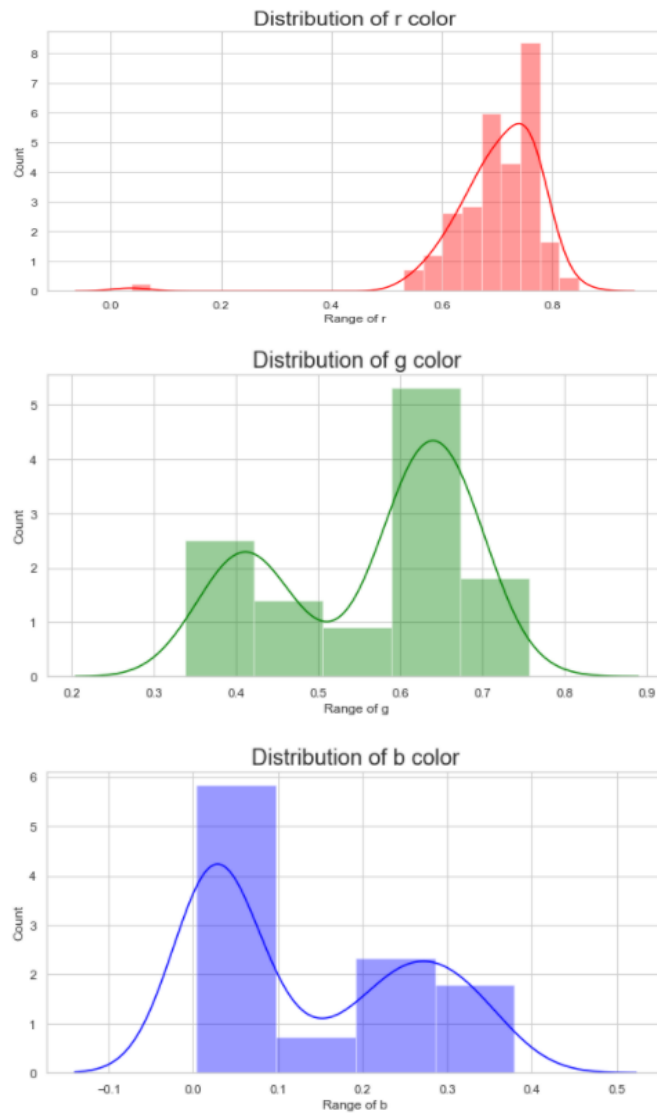 Distribution of r color
8
7
6
5
4
3
2
1
0
Count
0.0 0.2 0.4 0.6 0.8
Range of r
Distribution of g color
5
4
3
2
1
0
Count
0.2 0.3 0.4 0.5 0.6 0.7 0.8 0.9
Range of g
Distribution of b color
6
5
4
3
2
1
0
Count
−0.1 0.0 0.1 0.2 0.3 0.4 0.5
Range of b